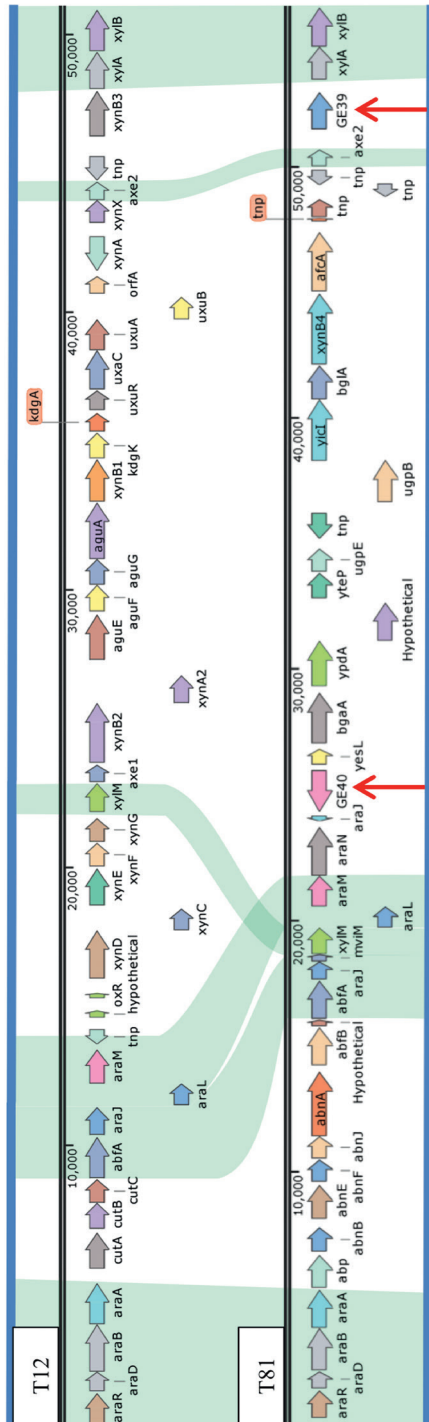 T12
10,000
20,000
30,000
40,000
50,000
kdgA
araR
araD
araB
araA
cutA
cutB
cutC
abfA
araJ
araL
araM
tnp
hypothetical
oxR
xynD
xynC
xynE
xynF
xynG
xylM
axe1
xynB2
xynA2
aguE
aguF
aguG
aguA
xynB1
kdgK
uxuR
uxaC
uxuA
uxuB
orfA
xynA
xynX
axe2
tnp
xynB3
xylA
xylB
T81
10,000
20,000
30,000
40,000
50,000
tnp
araR
araD
araB
araA
abp
abnB
abnE
abnF
abnJ
abnA
Hypothetical
abfB
abfA
araJ
mviM
xylM
araL
araM
araN
araJ
GE40
yesL
bgaA
ypdA
Hypothetical
yteP
ugpE
tnp
ugpB
yicI
bglA
xynB4
afcA
tnp
tnp
tnp
axe2
GE39
xylA
xylB